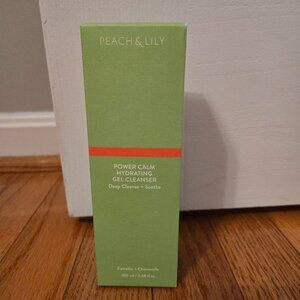 PEACH & LILY
POWER CALM
HYDRATING
GEL CLEANSER
Deep Cleanse + Soothe